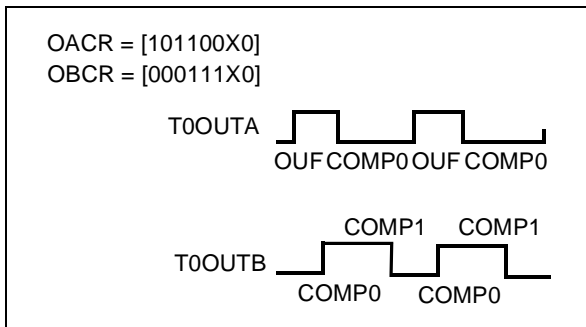 OACR = [101100X0]
OBCR = [000111X0]
T0OUTA
OUF COMP0 OUF COMP0
COMP1 COMP1
T0OUTB
COMP0 COMP0